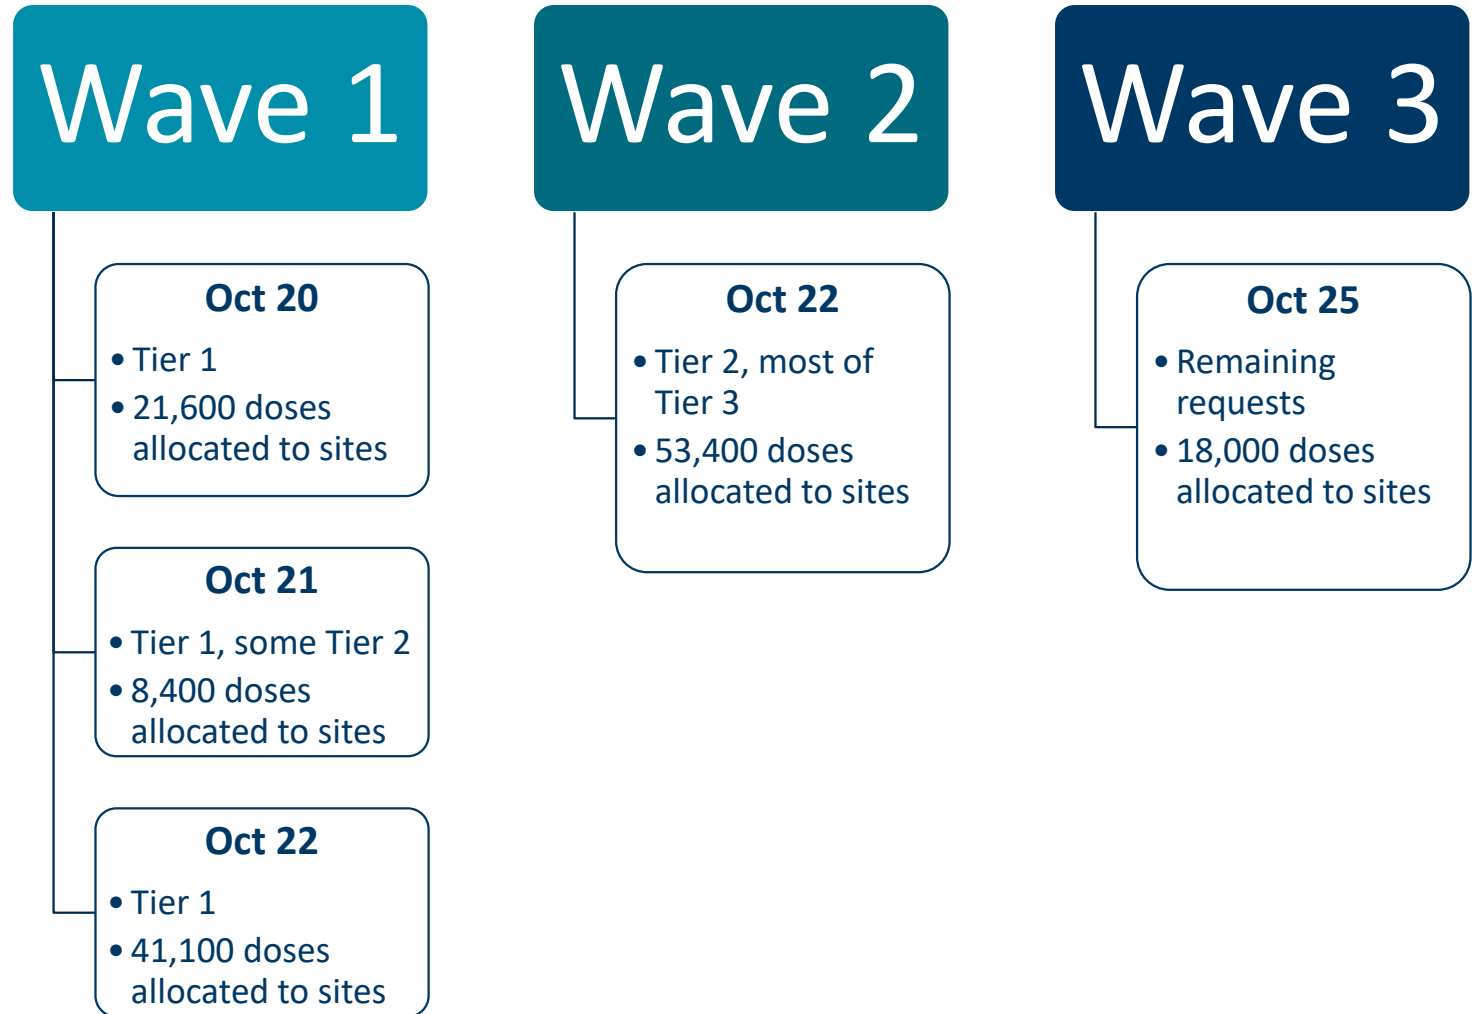 Wave 1
Oct 20
• Tier 1
• 21,600 doses
allocated to sites
Oct 21
• Tier 1, some Tier 2
• 8,400 doses
allocated to sites
Oct 22
• Tier 1
• 41,100 doses
allocated to sites
Wave 2
Oct 22
• Tier 2, most of
Tier 3
• 53,400 doses
allocated to sites
Wave 3
Oct 25
• Remaining
requests
• 18,000 doses
allocated to sites